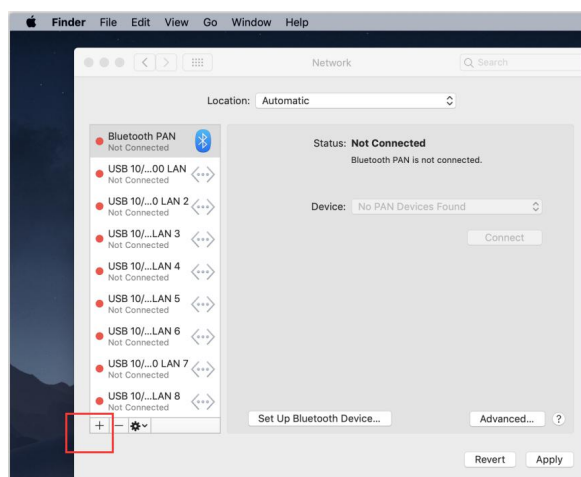 Finder File Edit View Go Window Help
Network
Search
Location: Automatic
Bluetooth PAN
Not Connected
USB 10/...00 LAN
Not Connected
USB 10/...0 LAN 2
Not Connected
USB 10/...LAN 3
Not Connected
USB 10/...LAN 4
Not Connected
USB 10/...LAN 5
Not Connected
USB 10/...LAN 6
Not Connected
USB 10/...0 LAN 7
Not Connected
USB 10/...LAN 8
Not Connected
Status: Not Connected
Bluetooth PAN is not connected.
Device: No PAN Devices Found
Connect
Set Up Bluetooth Device...
Advanced... ?
Revert Apply